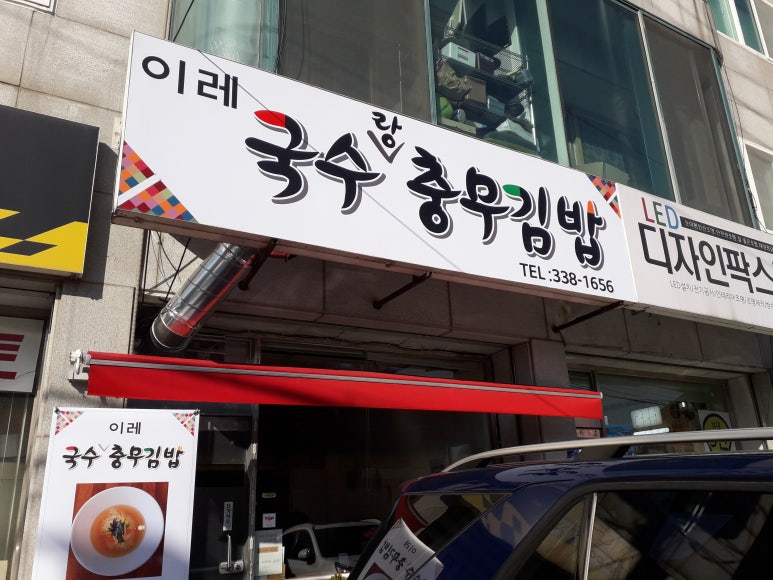 이레
국수랑충무김밥
TEL :338-1656
LED
디자인팍스
이레
국수 충무김밥